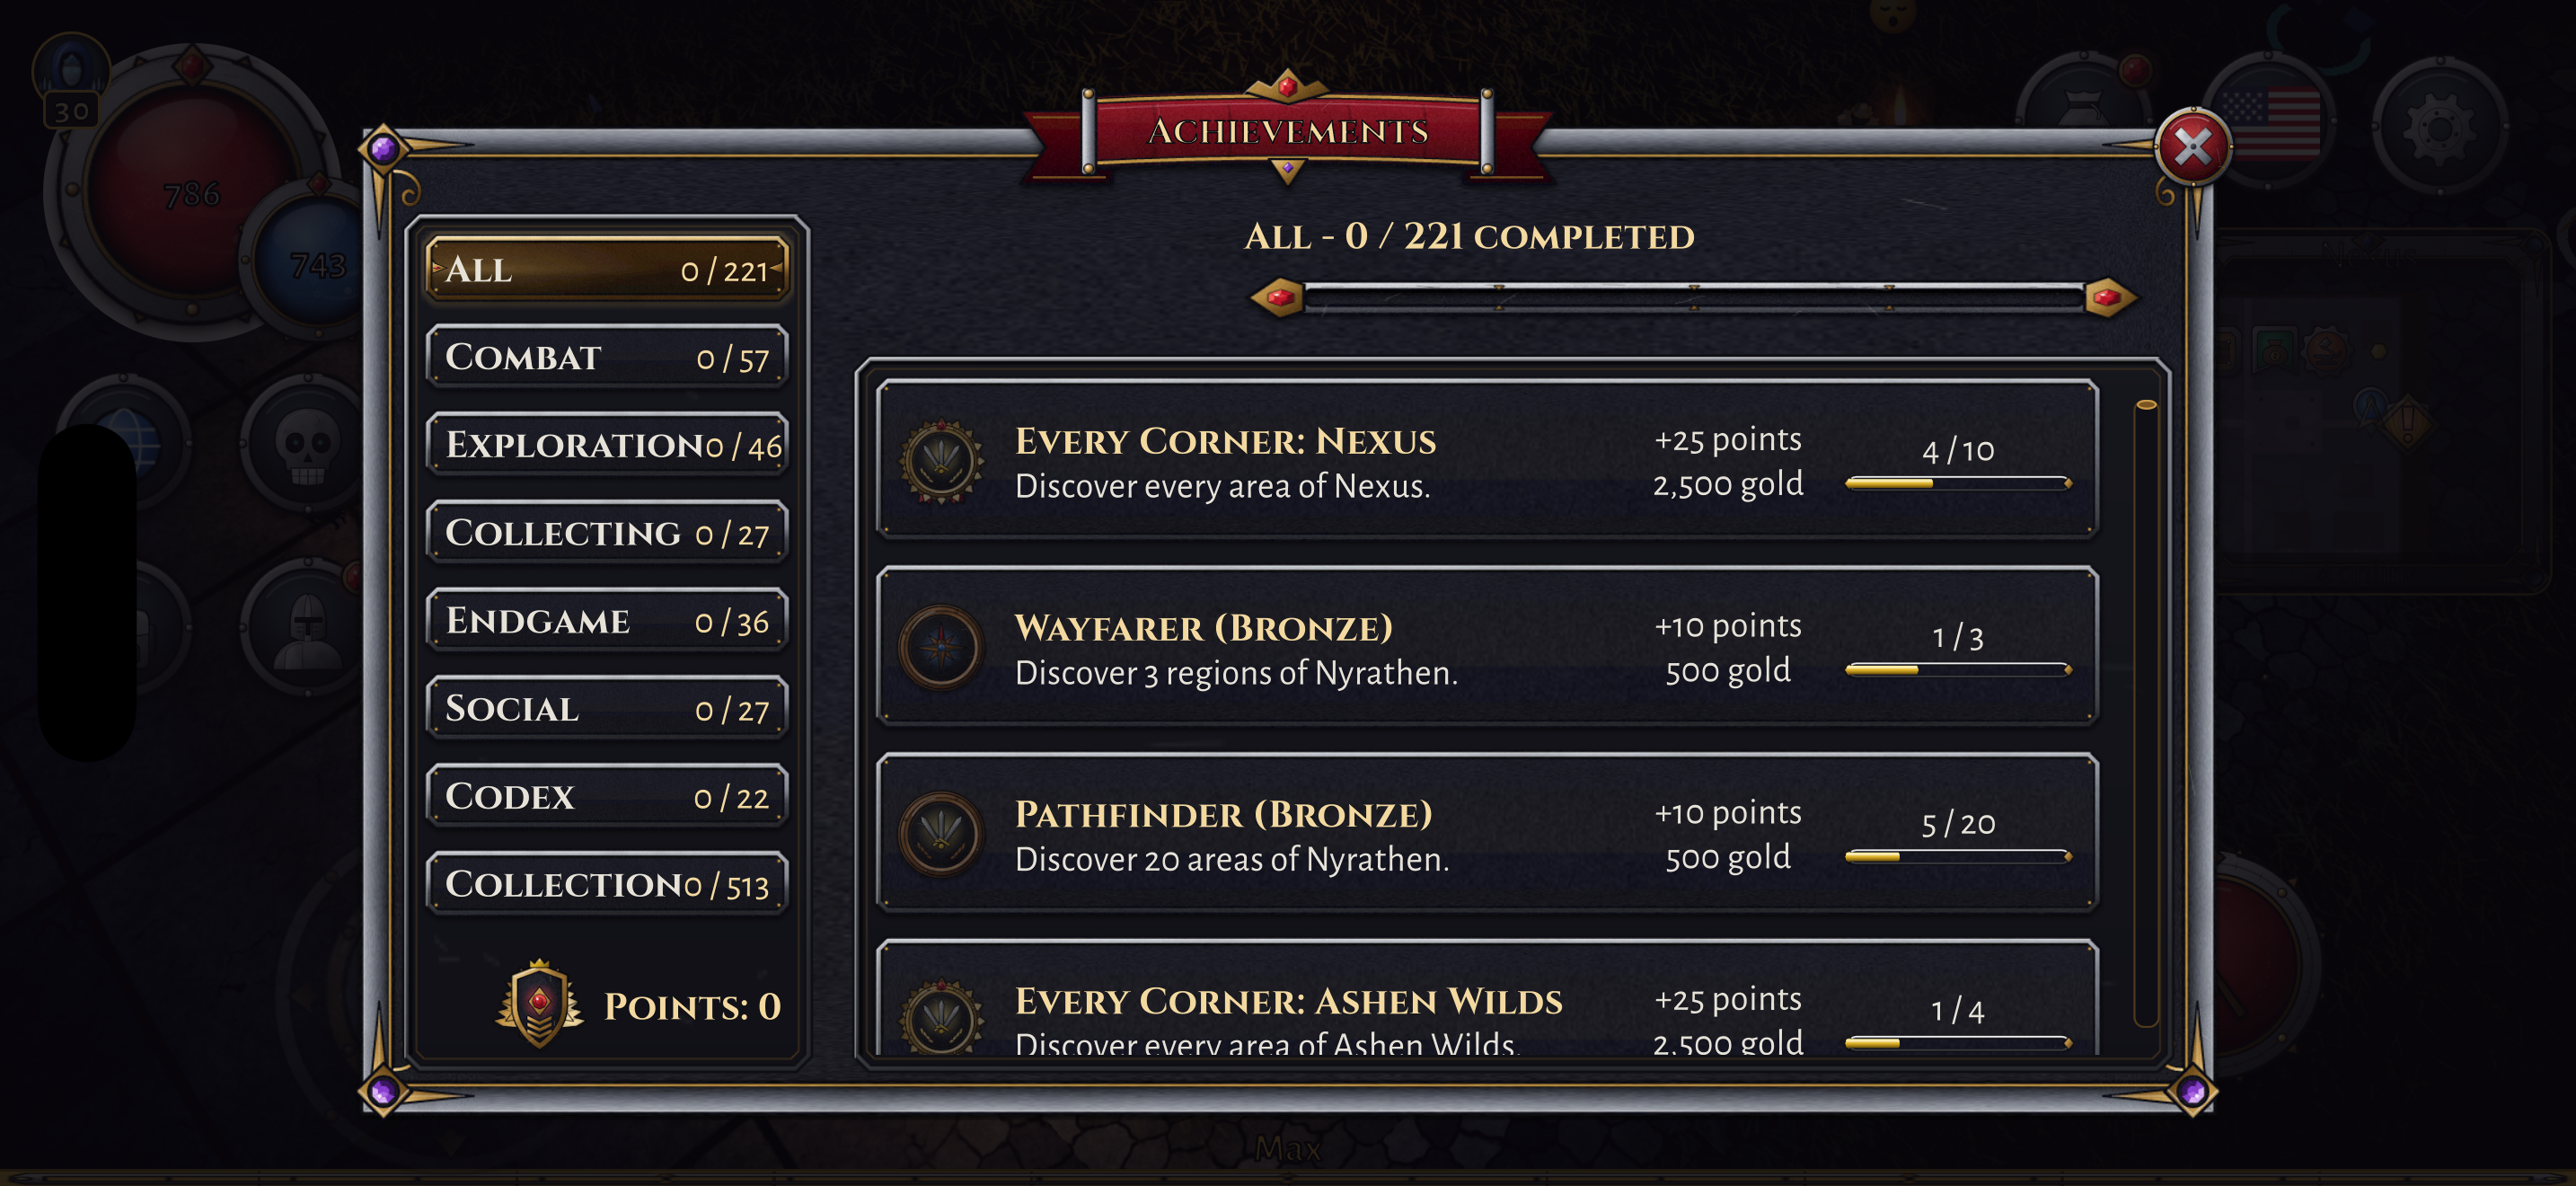 30
786
743
Achievements
All - 0 / 221 completed
All 0 / 221
Combat 0 / 57
Exploration 0 / 46
Collecting 0 / 27
Endgame 0 / 36
Social 0 / 27
Codex 0 / 22
Collection 0 / 513
Points: 0
Every Corner: Nexus
Discover every area of Nexus.
+25 points
2,500 gold
4 / 10
Wayfarer (Bronze)
Discover 3 regions of Nyrathen.
+10 points
500 gold
1 / 3
Pathfinder (Bronze)
Discover 20 areas of Nyrathen.
+10 points
500 gold
5 / 20
Every Corner: Ashen Wilds
Discover every area of Ashen Wilds.
+25 points
2,500 gold
1 / 4
Nexus
Max